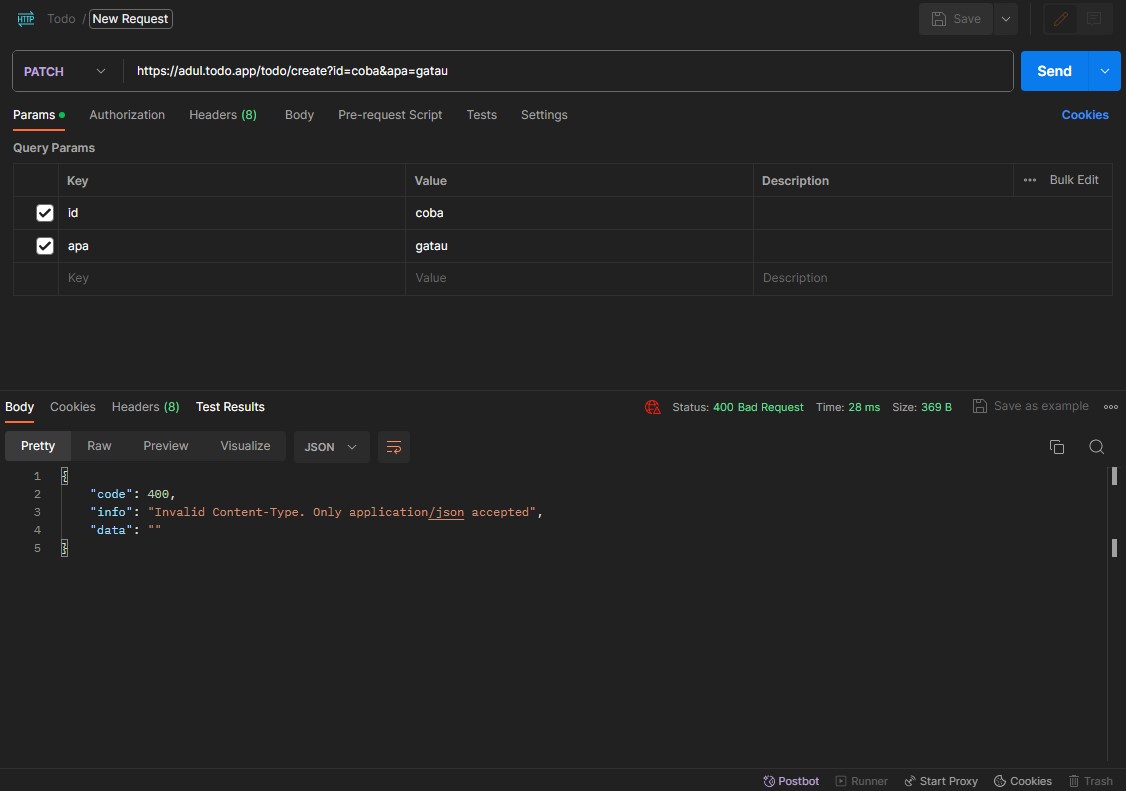 HTTP Todo / New Request Save
PATCH https://adul.todo.app/todo/create?id=coba&apa=gatau Send
Params Authorization Headers (8) Body Pre-request Script Tests Settings Cookies
Query Params
Key Value Description ••• Bulk Edit
id coba
apa gatau
Key Value Description
Body Cookies Headers (8) Test Results Status: 400 Bad Request Time: 28 ms Size: 369 B Save as example
Pretty Raw Preview Visualize JSON
1 {
2 "code": 400,
3 "info": "Invalid Content-Type. Only application/json accepted",
4 "data": ""
5 }
Postbot Runner Start Proxy Cookies Trash